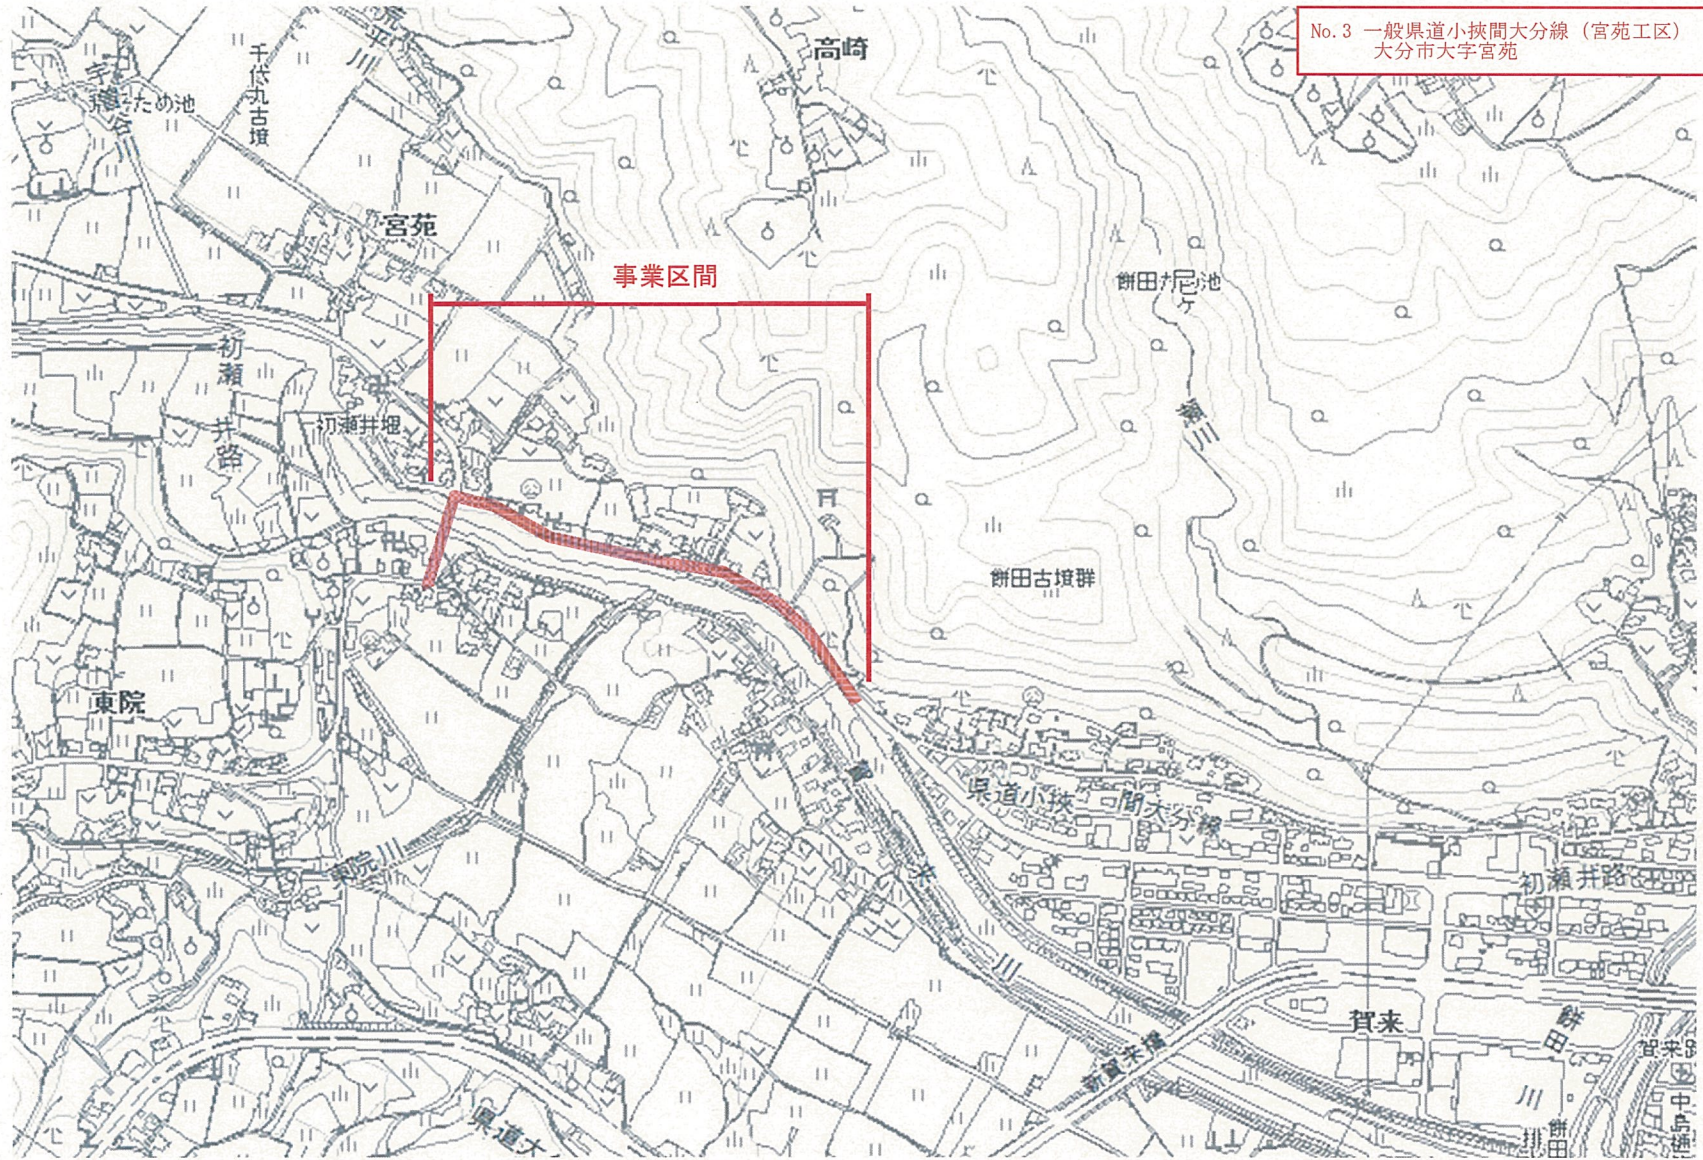 No.3 一般県道小挾間大分線（宮苑工区）
大分市大字宮苑
高崎
千代丸古墳
ため池
宮苑
事業区間
初瀬井路
初瀬井堰
餅田古墳群
東院
県道小挾間大分線
初瀬井路
賀来
新賀来橋
餅田川
県道大